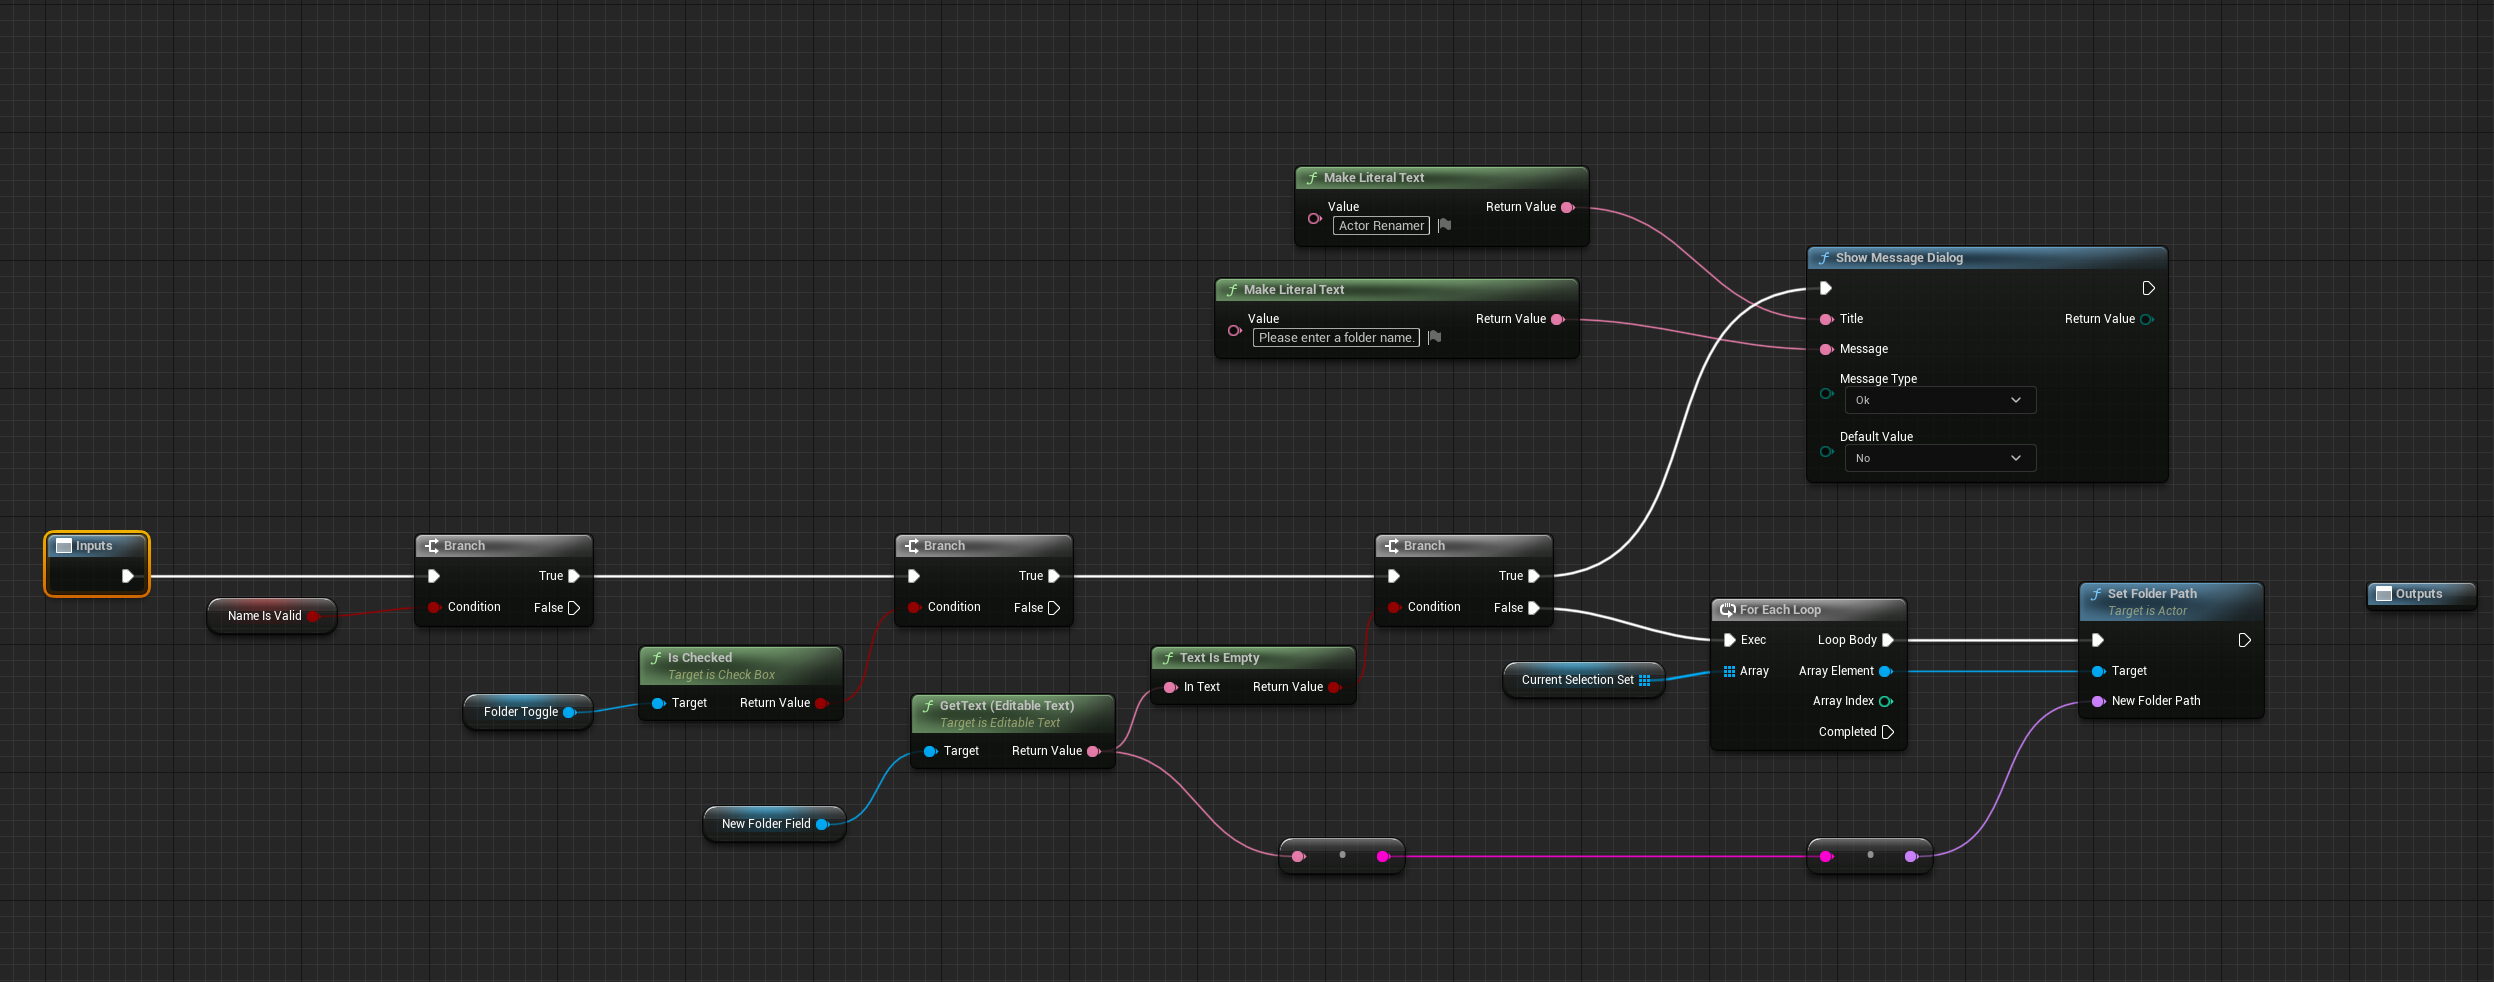 Make Literal Text
Value
Return Value
Actor Renamer
Make Literal Text
Value
Return Value
Please enter a folder name.
Show Message Dialog
Title
Return Value
Message
Message Type
Ok
Default Value
No
Inputs
Name Is Valid
Branch
True
Condition
False
Folder Toggle
Is Checked
Target is Check Box
Target
Return Value
Branch
True
Condition
False
New Folder Field
GetText (Editable Text)
Target is Editable Text
Target
Return Value
Text Is Empty
In Text
Return Value
Branch
True
Condition
False
Current Selection Set
For Each Loop
Exec
Loop Body
Array
Array Element
Array Index
Completed
Set Folder Path
Target is Actor
Target
New Folder Path
Outputs